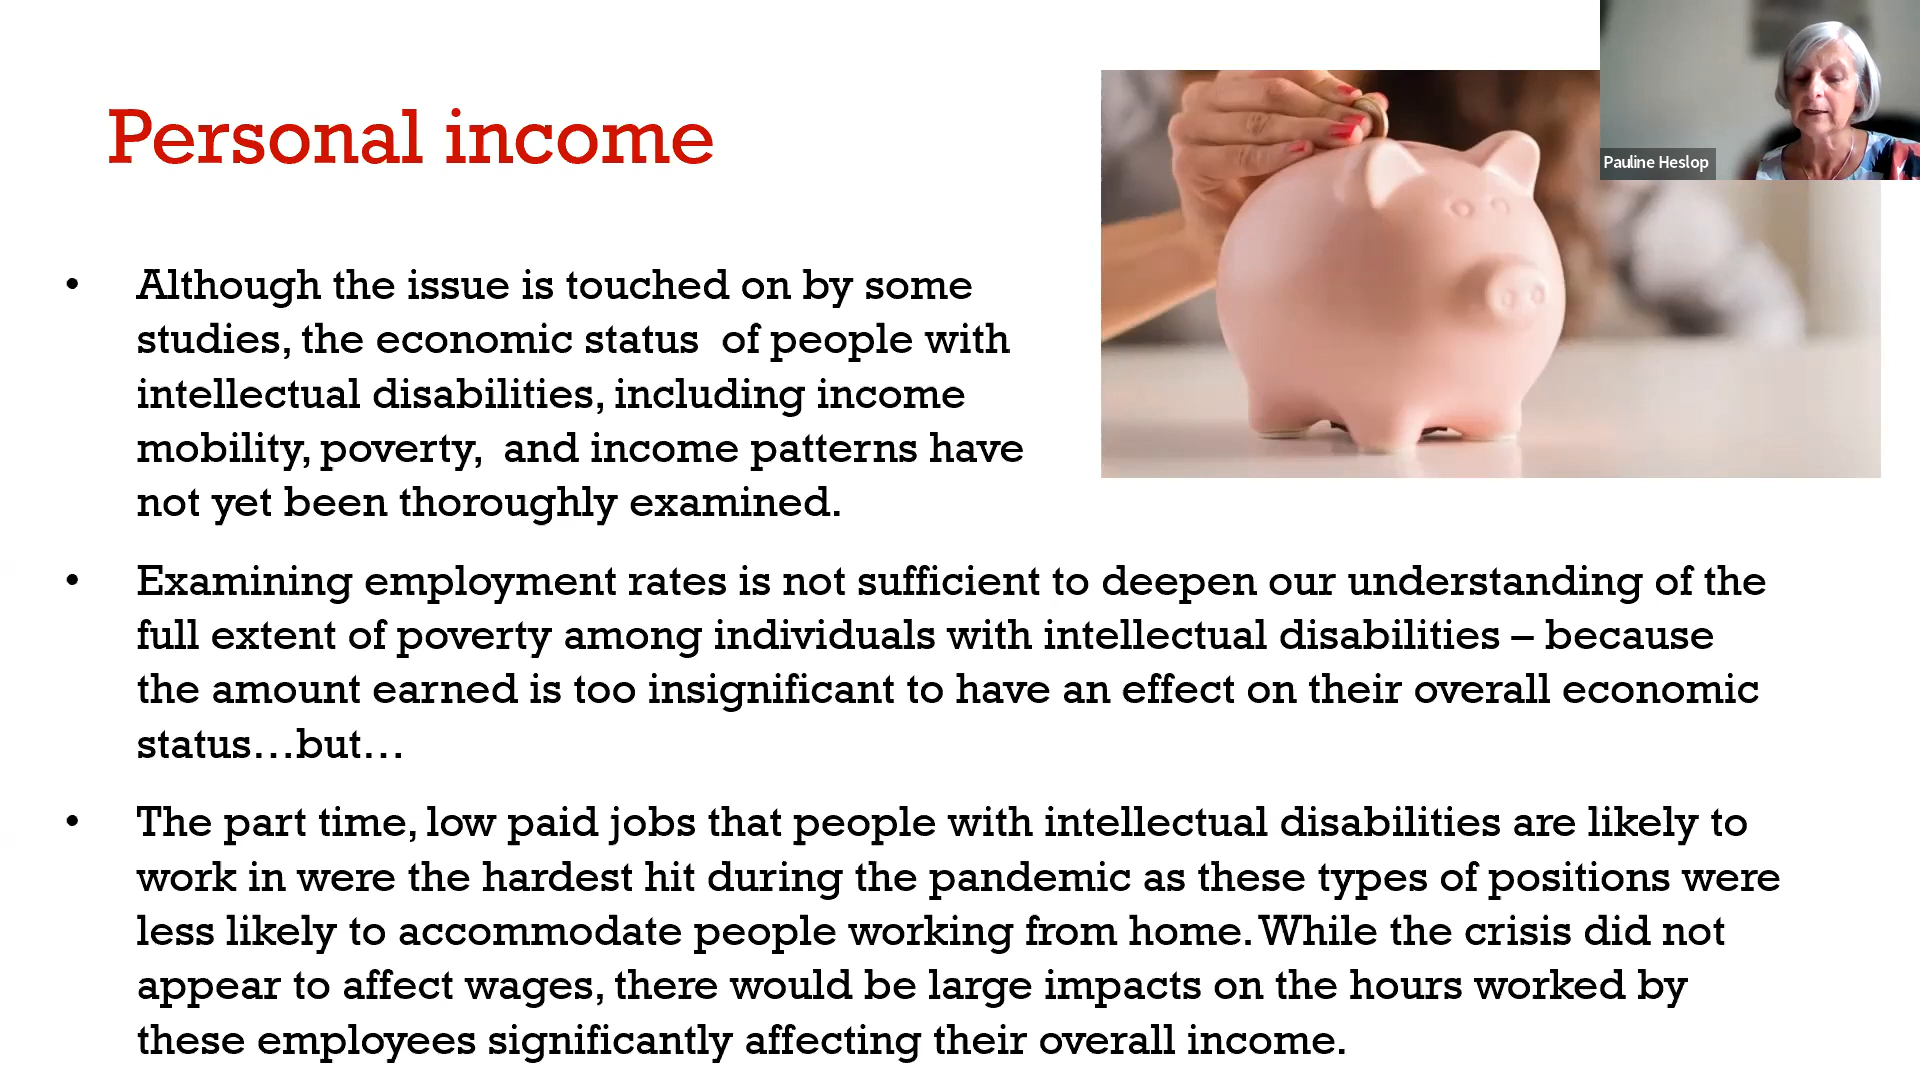 Personal income
Pauline Heslop
• Although the issue is touched on by some
studies, the economic status  of people with
intellectual disabilities, including income
mobility, poverty,  and income patterns have
not yet been thoroughly examined.
• Examining employment rates is not sufficient to deepen our understanding of the
full extent of poverty among individuals with intellectual disabilities – because
the amount earned is too insignificant to have an effect on their overall economic
status…but…
• The part time, low paid jobs that people with intellectual disabilities are likely to
work in were the hardest hit during the pandemic as these types of positions were
less likely to accommodate people working from home. While the crisis did not
appear to affect wages, there would be large impacts on the hours worked by
these employees significantly affecting their overall income.